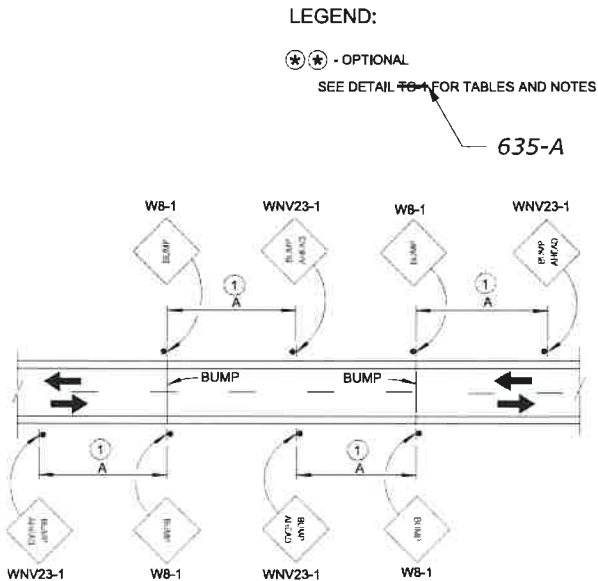 LEGEND:
** - OPTIONAL
SEE DETAIL TC-1 FOR TABLES AND NOTES
635-A
W8-1 WNV23-1 W8-1 WNV23-1
BUMP BUMP AHEAD BUMP BUMP AHEAD
1 1
A A
BUMP BUMP
1 1
A A
BUMP AHEAD BUMP BUMP AHEAD BUMP
WNV23-1 W8-1 WNV23-1 W8-1